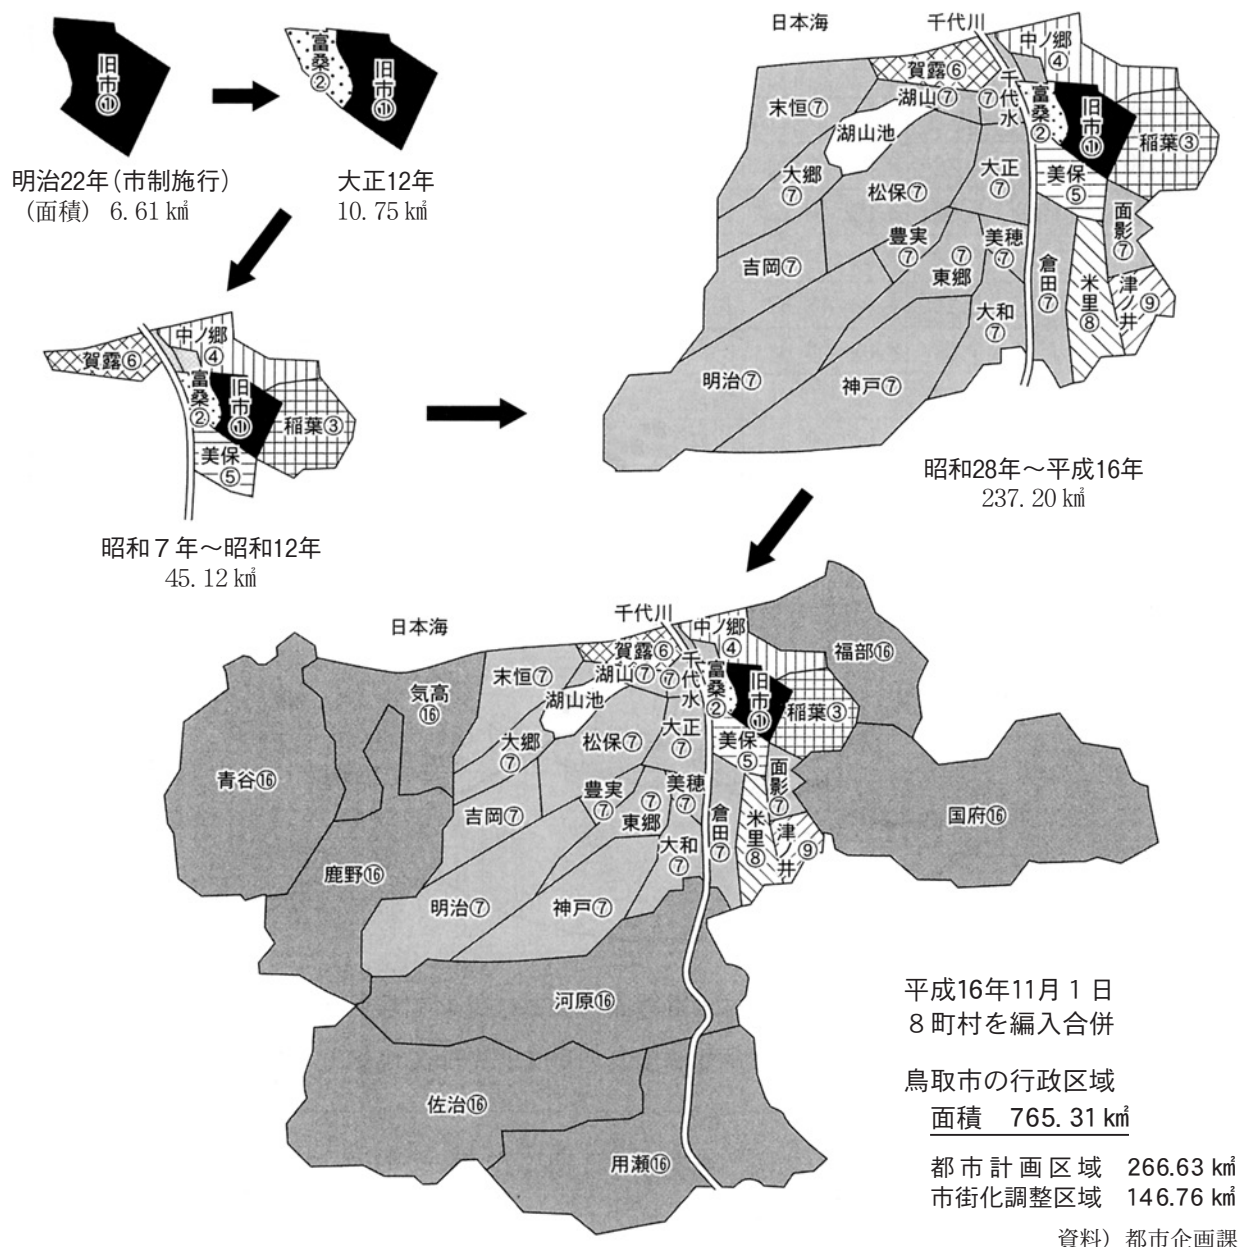 旧市①
明治22年(市制施行)
(面積) 6.61㎢
富桑②
旧市①
大正12年
10.75㎢
日本海
千代川
中ノ郷④
賀露⑥
千代水⑦
末恒⑦
湖山⑦
湖山池
富桑②
旧市①
稲葉③
大郷⑦
松保⑦
大正⑦
美保⑤
面影⑦
吉岡⑦
豊実⑦
東郷⑦
美穂⑦
倉田⑦
米里⑧
津ノ井⑨
大和⑦
明治⑦
神戸⑦
昭和28年~平成16年
237.20㎢
中ノ郷④
賀露⑥
富桑②
旧市①
稲葉③
美保⑤
昭和7年~昭和12年
45.12㎢
日本海
千代川
中ノ郷④
福部⑯
賀露⑥
千代水⑦
気高⑯
末恒⑦
湖山⑦
湖山池
富桑②
旧市①
稲葉③
大郷⑦
松保⑦
大正⑦
美保⑤
青谷⑯
面影⑦
吉岡⑦
豊実⑦
東郷⑦
美穂⑦
倉田⑦
米里⑧
津ノ井⑨
国府⑯
大和⑦
鹿野⑯
明治⑦
神戸⑦
河原⑯
佐治⑯
用瀬⑯
平成16年11月1日
8町村を編入合併
鳥取市の行政区域
面積 765.31㎢
都市計画区域 266.63㎢
市街化調整区域 146.76㎢
資料) 都市企画課